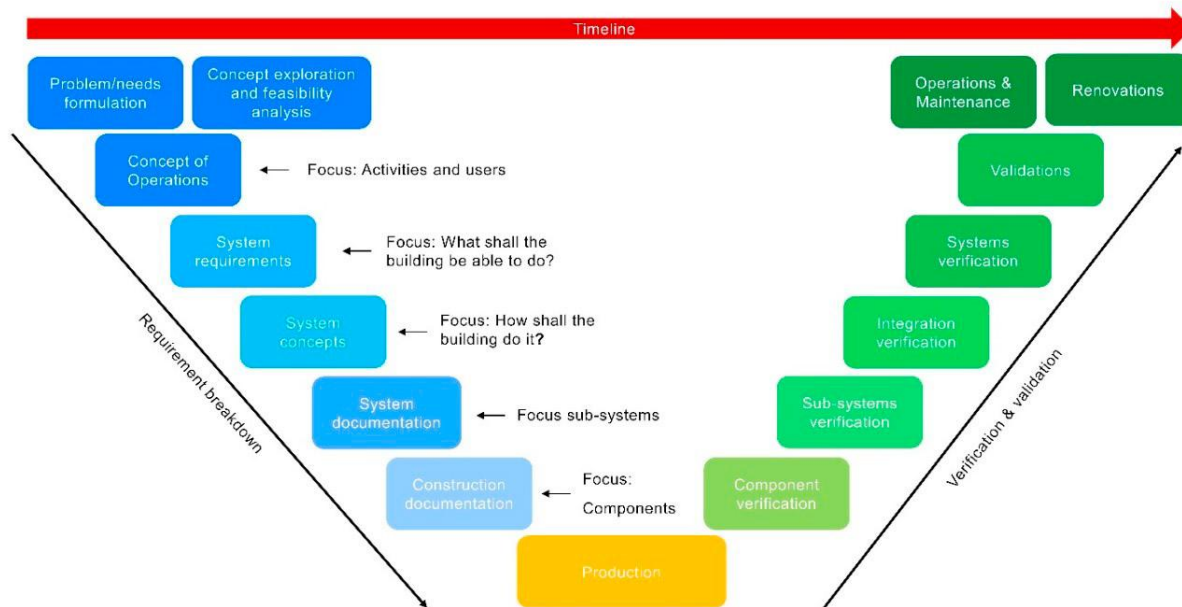 Timeline
Problem/needs
formulation
Concept exploration
and feasibility
analysis
Operations &
Maintenance
Renovations
Concept of
Operations
Focus: Activities and users
Validations
System
requirements
Focus: What shall the
building be able to do?
Systems
verification
System
concepts
Focus: How shall the
building do it?
Integration
verification
Requirement breakdown
System
documentation
Focus sub-systems
Sub-systems
verification
Verification & validation
Construction
documentation
Focus:
Components
Component
verification
Production